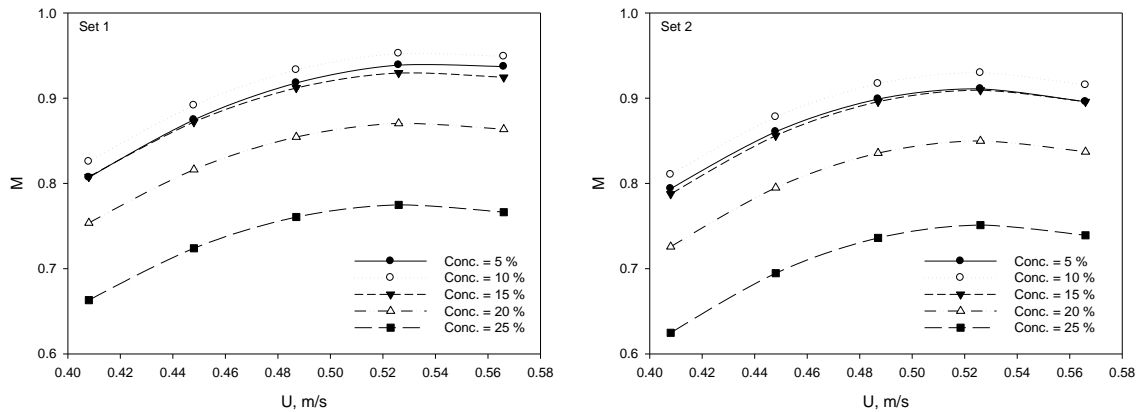 Set 1
1.0
0.9
0.8
0.7
0.6
M
0.40 0.42 0.44 0.46 0.48 0.50 0.52 0.54 0.56 0.58
U, m/s
Conc. = 5 %
Conc. = 10 %
Conc. = 15 %
Conc. = 20 %
Conc. = 25 %
Set 2
1.0
0.9
0.8
0.7
0.6
M
0.40 0.42 0.44 0.46 0.48 0.50 0.52 0.54 0.56 0.58
U, m/s
Conc. = 5 %
Conc. = 10 %
Conc. = 15 %
Conc. = 20 %
Conc. = 25 %